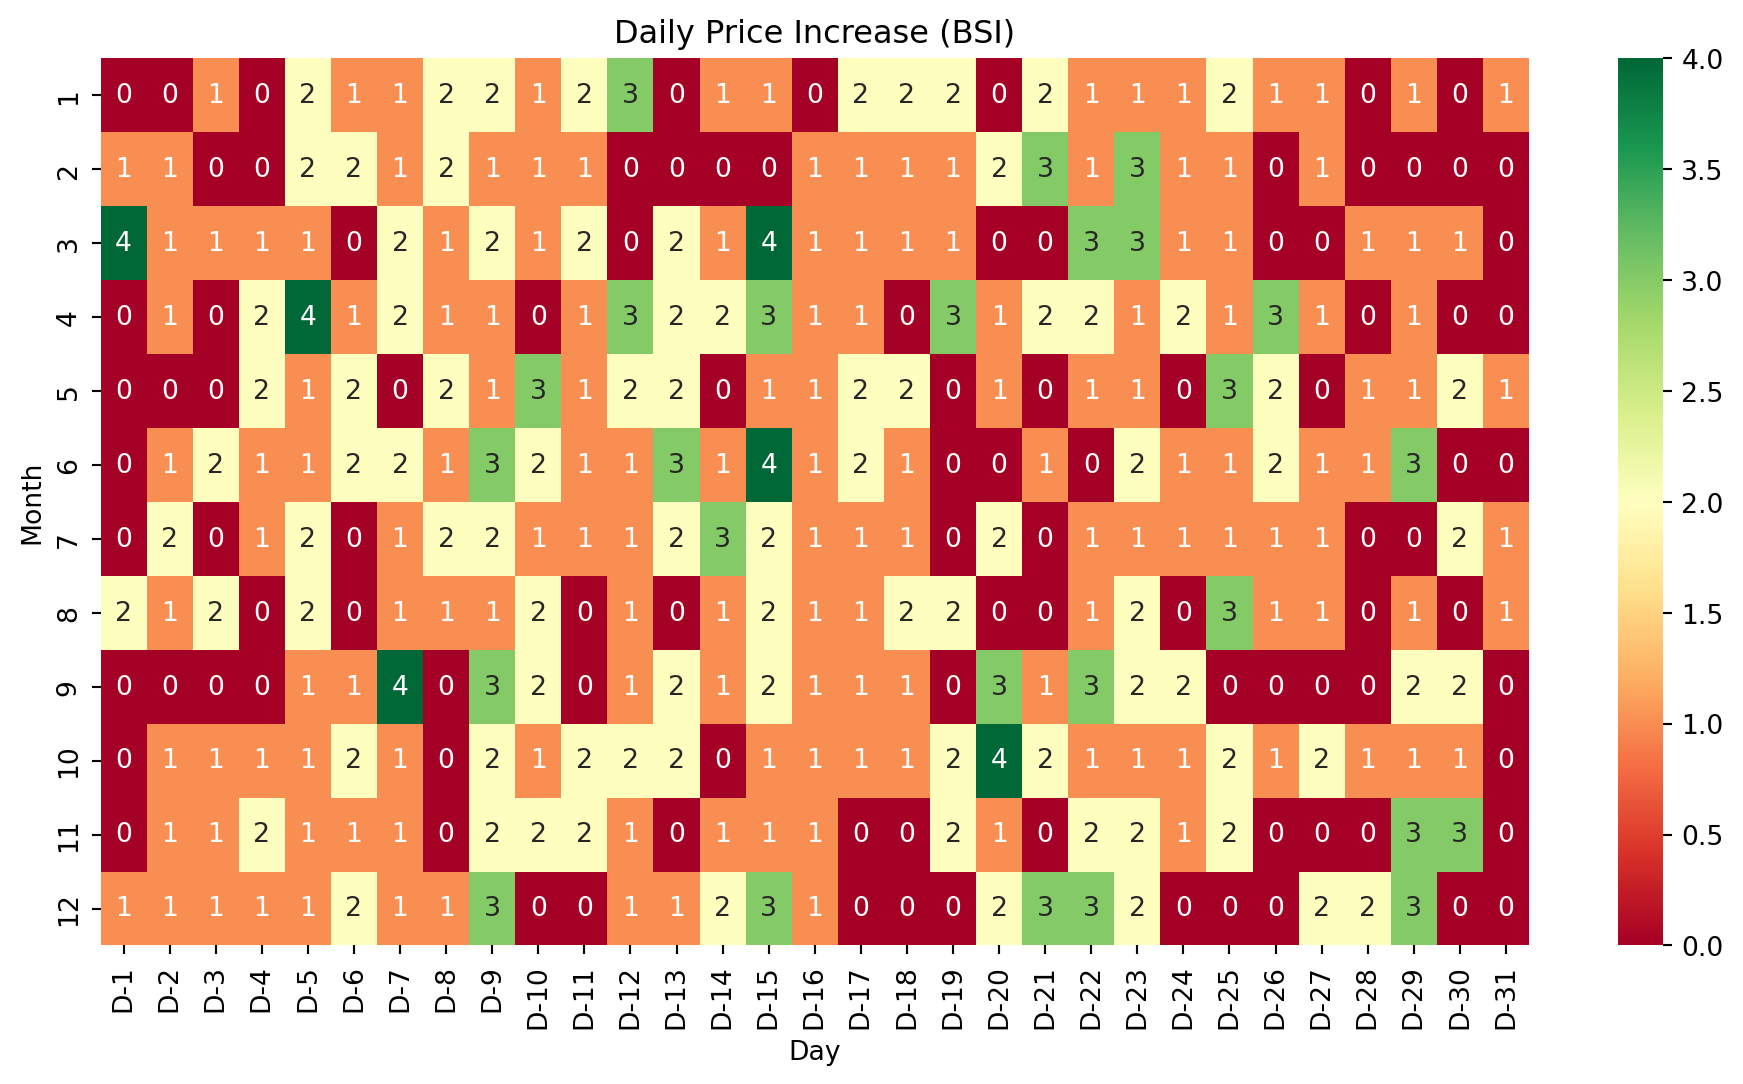 Daily Price Increase (BSI)
1 0 0 1 0 2 1 1 2 2 1 2 3 0 1 1 0 2 2 2 0 2 1 1 1 2 1 1 0 1 0 1
2 1 1 0 0 2 2 1 2 1 1 1 0 0 0 0 1 1 1 1 2 3 1 3 1 1 0 1 0 0 0 0
3 4 1 1 1 1 0 2 1 2 1 2 0 2 1 4 1 1 1 1 0 0 3 3 1 1 0 0 1 1 1 0
4 0 1 0 2 4 1 2 1 1 0 1 3 2 2 3 1 1 0 3 1 2 2 1 2 1 3 1 0 1 0 0
5 0 0 0 2 1 2 0 2 1 3 1 2 2 0 1 1 2 2 0 1 0 1 1 0 3 2 0 1 1 2 1
6 0 1 2 1 1 2 2 1 3 2 1 1 3 1 4 1 2 1 0 0 1 0 2 1 1 2 1 1 3 0 0
7 0 2 0 1 2 0 1 2 2 1 1 1 2 3 2 1 1 1 0 2 0 1 1 1 1 1 1 0 0 2 1
8 2 1 2 0 2 0 1 1 1 2 0 1 0 1 2 1 1 2 2 0 0 1 2 0 3 1 1 0 1 0 1
9 0 0 0 0 1 1 4 0 3 2 0 1 2 1 2 1 1 1 0 3 1 3 2 2 0 0 0 0 2 2 0
10 0 1 1 1 1 2 1 0 2 1 2 2 2 0 1 1 1 1 2 4 2 1 1 1 2 1 2 1 1 1 0
11 0 1 1 2 1 1 1 0 2 2 2 1 0 1 1 1 0 0 2 1 0 2 2 1 2 0 0 0 3 3 0
12 1 1 1 1 1 2 1 1 3 0 0 1 1 2 3 1 0 0 0 2 3 3 2 0 0 0 2 2 3 0 0
Month
D-1 D-2 D-3 D-4 D-5 D-6 D-7 D-8 D-9 D-10 D-11 D-12 D-13 D-14 D-15 D-16 D-17 D-18 D-19 D-20 D-21 D-22 D-23 D-24 D-25 D-26 D-27 D-28 D-29 D-30 D-31
Day
4.0
3.5
3.0
2.5
2.0
1.5
1.0
0.5
0.0